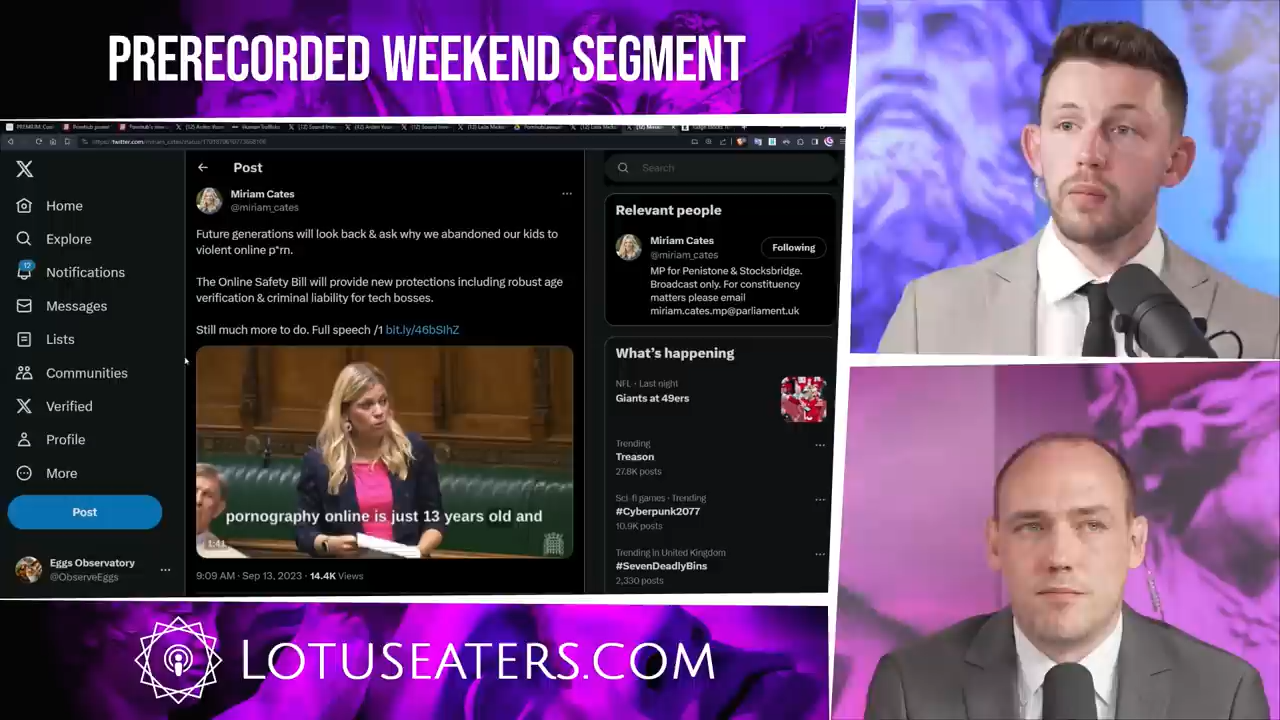 PRERECORDED WEEKEND SEGMENT
Home
Explore
12
Notifications
Messages
Lists
Communities
Verified
Profile
More
Post
Eggs Observatory
@ObserveEggs
Post
Miriam Cates
@miriam_cates
Future generations will look back & ask why we abandoned our kids to
violent online p*rn.
The Online Safety Bill will provide new protections including robust age
verification & criminal liability for tech bosses.
Still much more to do. Full speech /1 bit.ly/46bSIhZ
pornography online is just 13 years old and
1:41
9:09 AM · Sep 13, 2023 · 14.4K Views
Search
Relevant people
Miriam Cates
@miriam_cates
Following
MP for Penistone & Stocksbridge.
Broadcast only. For constituency
matters please email
miriam.cates.mp@parliament.uk
What's happening
NFL · Last night
Giants at 49ers
Trending
Treason
27.8K posts
Sci-fi games · Trending
#Cyberpunk2077
10.9K posts
Trending in United Kingdom
#SevenDeadlyBins
2,330 posts
LOTUSEATERS.COM